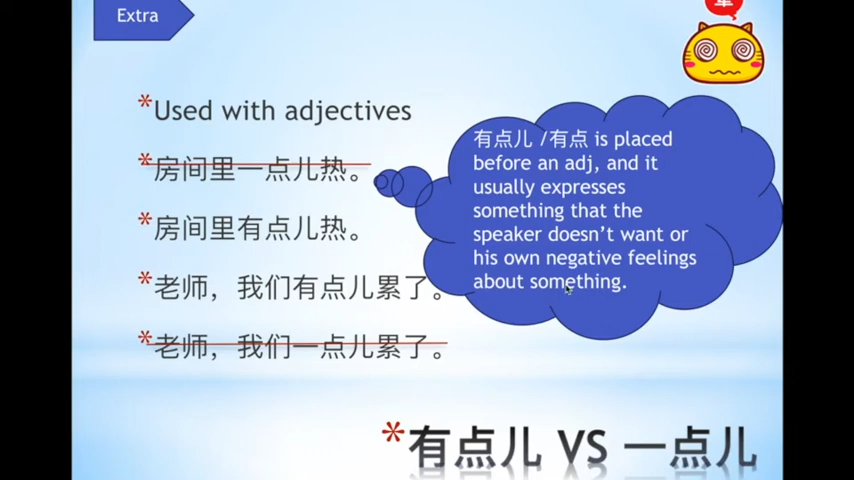 Extra
* Used with adjectives
* 房间里一点儿热。
* 房间里有点儿热。
* 老师，我们有点儿累了。
* 老师，我们一点儿累了。
有点儿 /有点 is placed
before an adj, and it
usually expresses
something that the
speaker doesn't want or
his own negative feelings
about something.
* 有点儿 VS 一点儿